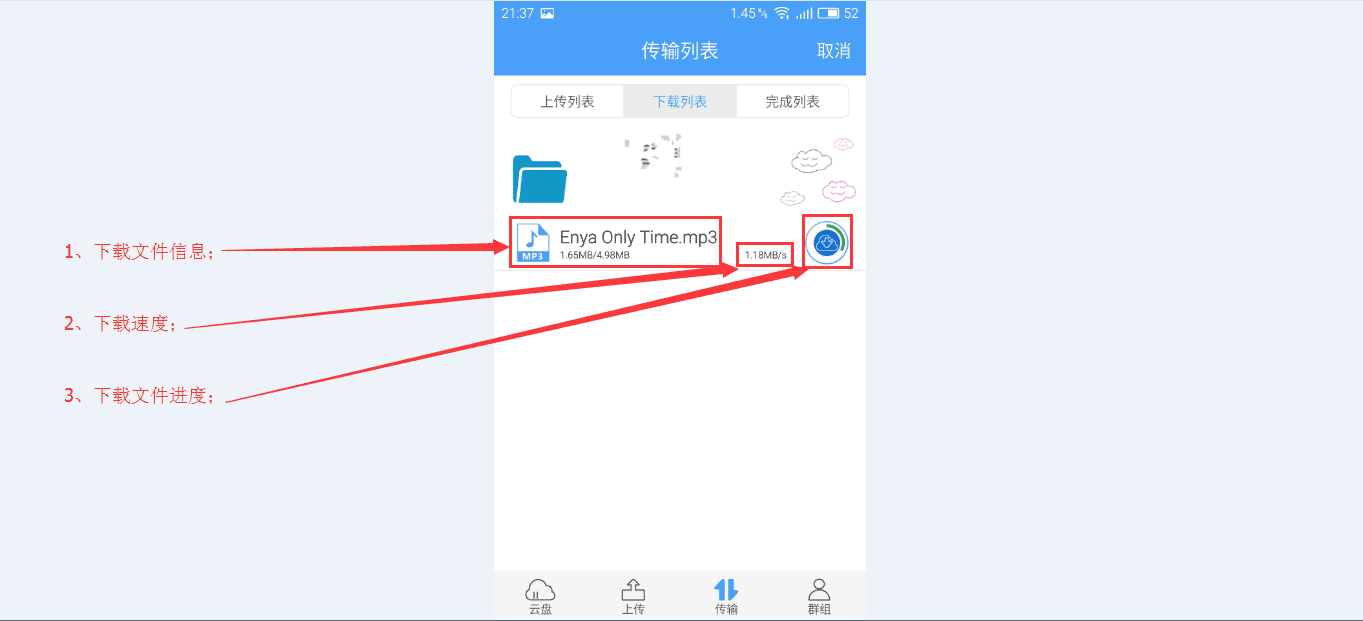 21:37 1.45 K/s 52
传输列表 取消
上传列表 下载列表 完成列表
1、下载文件信息;
Enya Only Time.mp3
MP3 1.65MB/4.98MB 1.18MB/s
2、下载速度;
3、下载文件进度;
云盘 上传 传输 群组